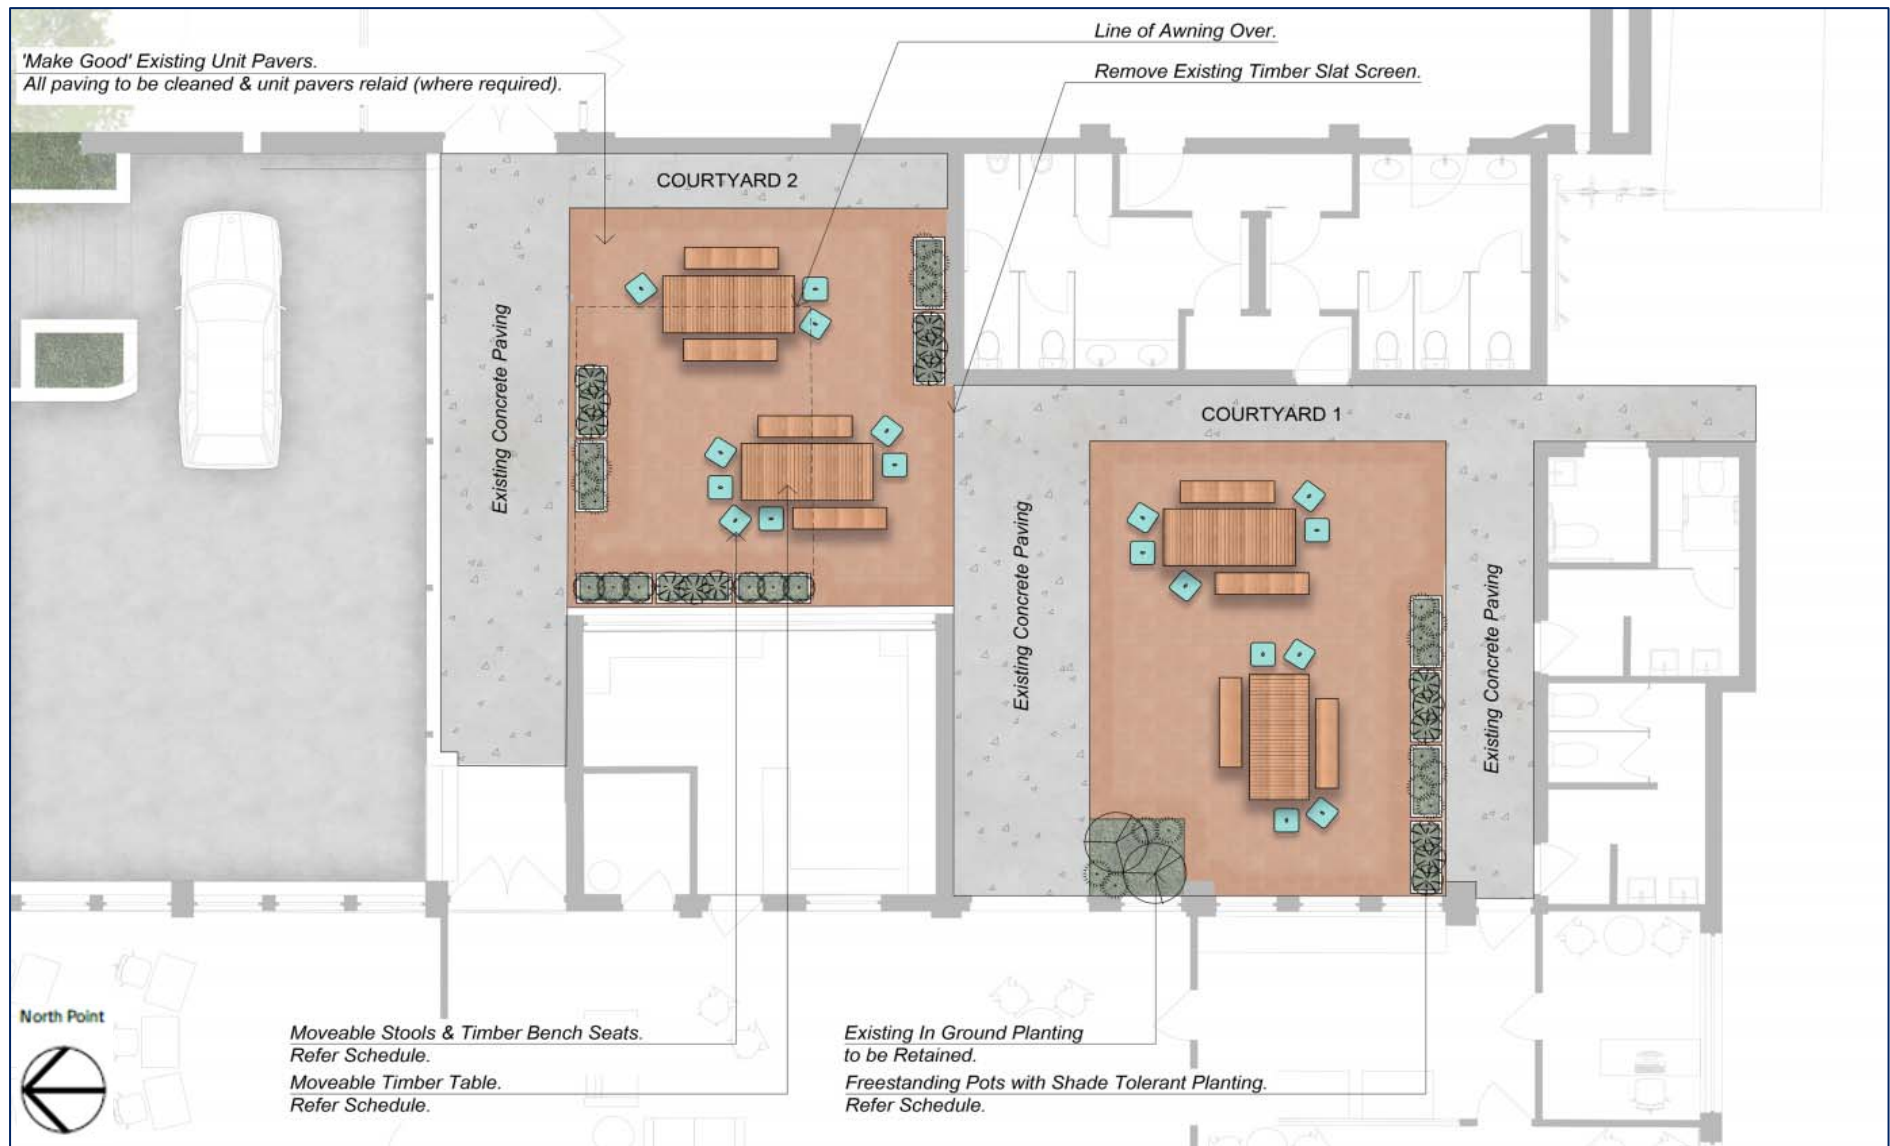 Line of Awning Over.
'Make Good' Existing Unit Pavers.
All paving to be cleaned & unit pavers relaid (where required).
Remove Existing Timber Slat Screen.
COURTYARD 2
Existing Concrete Paving
COURTYARD 1
Existing Concrete Paving
Existing Concrete Paving
North Point
Moveable Stools & Timber Bench Seats.
Refer Schedule.
Moveable Timber Table.
Refer Schedule.
Existing In Ground Planting
to be Retained.
Freestanding Pots with Shade Tolerant Planting.
Refer Schedule.